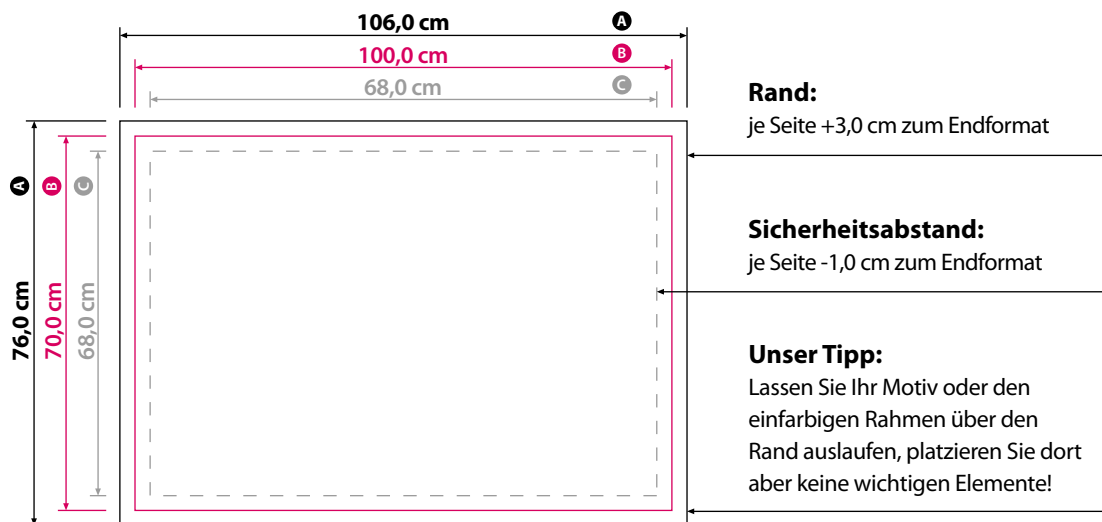 106,0 cm A
100,0 cm B
68,0 cm C
A
B
C
76,0 cm
70,0 cm
68,0 cm
Rand:
je Seite +3,0 cm zum Endformat
Sicherheitsabstand:
je Seite -1,0 cm zum Endformat
Unser Tipp:
Lassen Sie Ihr Motiv oder den
einfarbigen Rahmen über den
Rand auslaufen, platzieren Sie dort
aber keine wichtigen Elemente!